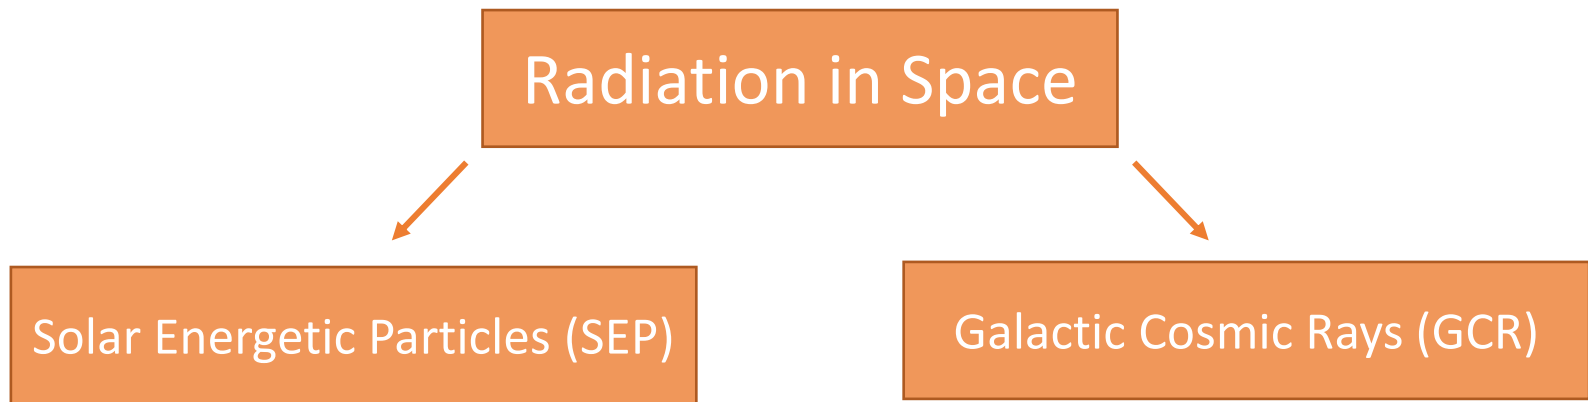 Radiation in Space
Solar Energetic Particles (SEP)
Galactic Cosmic Rays (GCR)